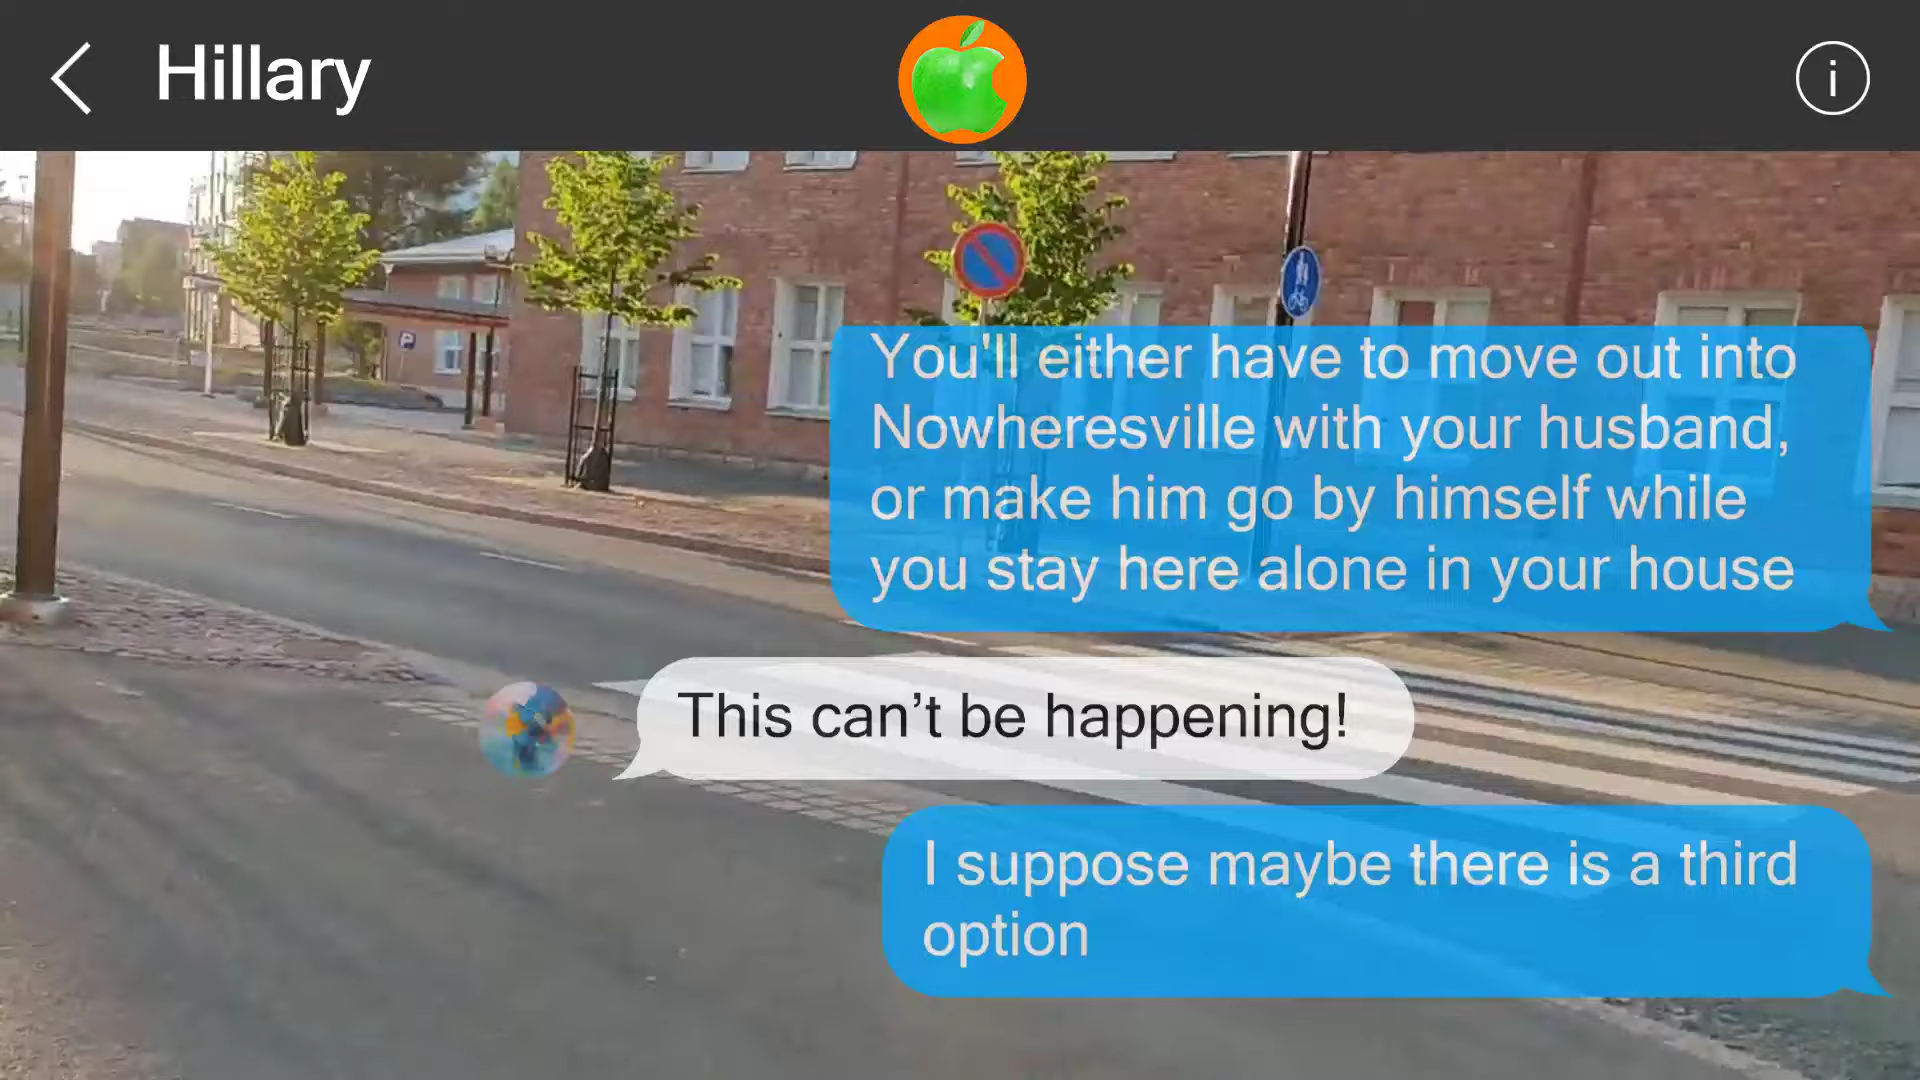 Hillary
i
You'll either have to move out into
Nowheresville with your husband,
or make him go by himself while
you stay here alone in your house
This can’t be happening!
I suppose maybe there is a third
option
P